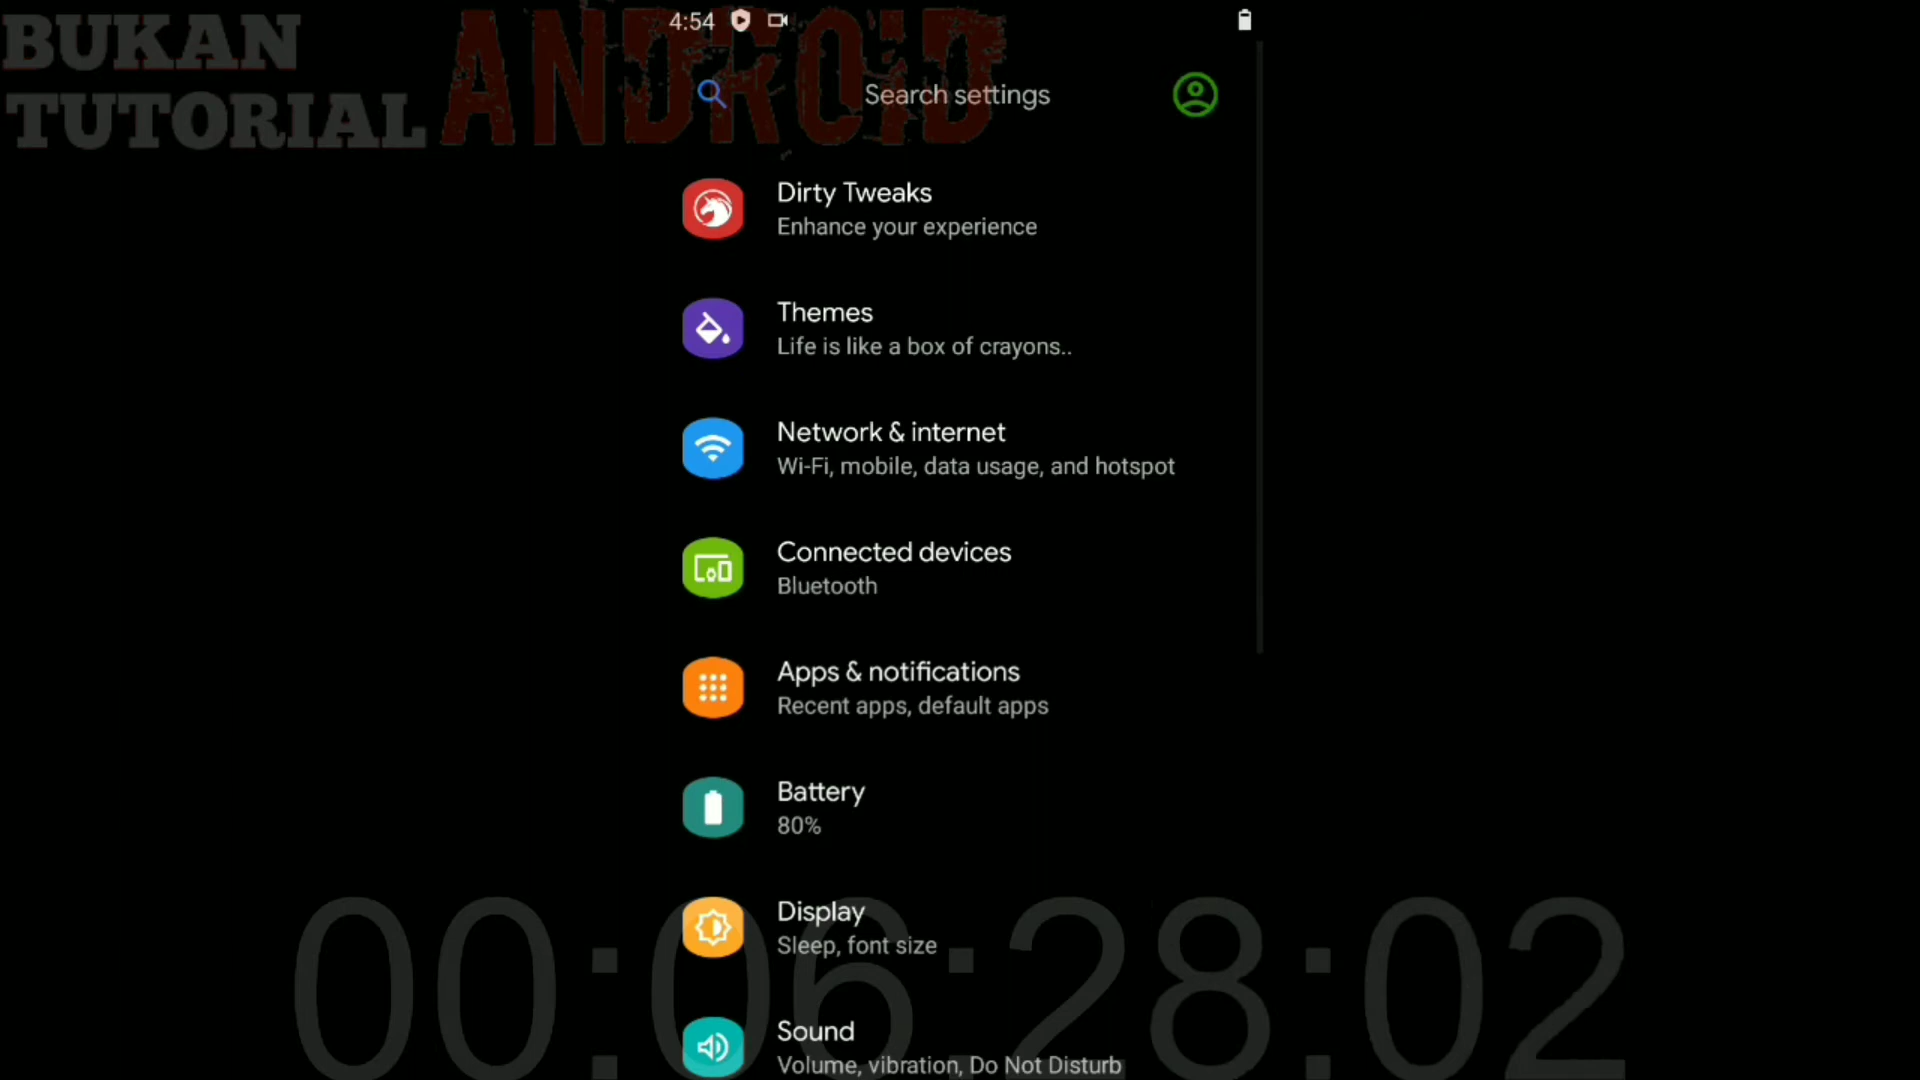 BUKAN
TUTORIAL
ANDROID
4:54
Search settings
Dirty Tweaks
Enhance your experience
Themes
Life is like a box of crayons..
Network & internet
Wi-Fi, mobile, data usage, and hotspot
Connected devices
Bluetooth
Apps & notifications
Recent apps, default apps
Battery
80%
Display
Sleep, font size
Sound
Volume, vibration, Do Not Disturb
00:06:28:02